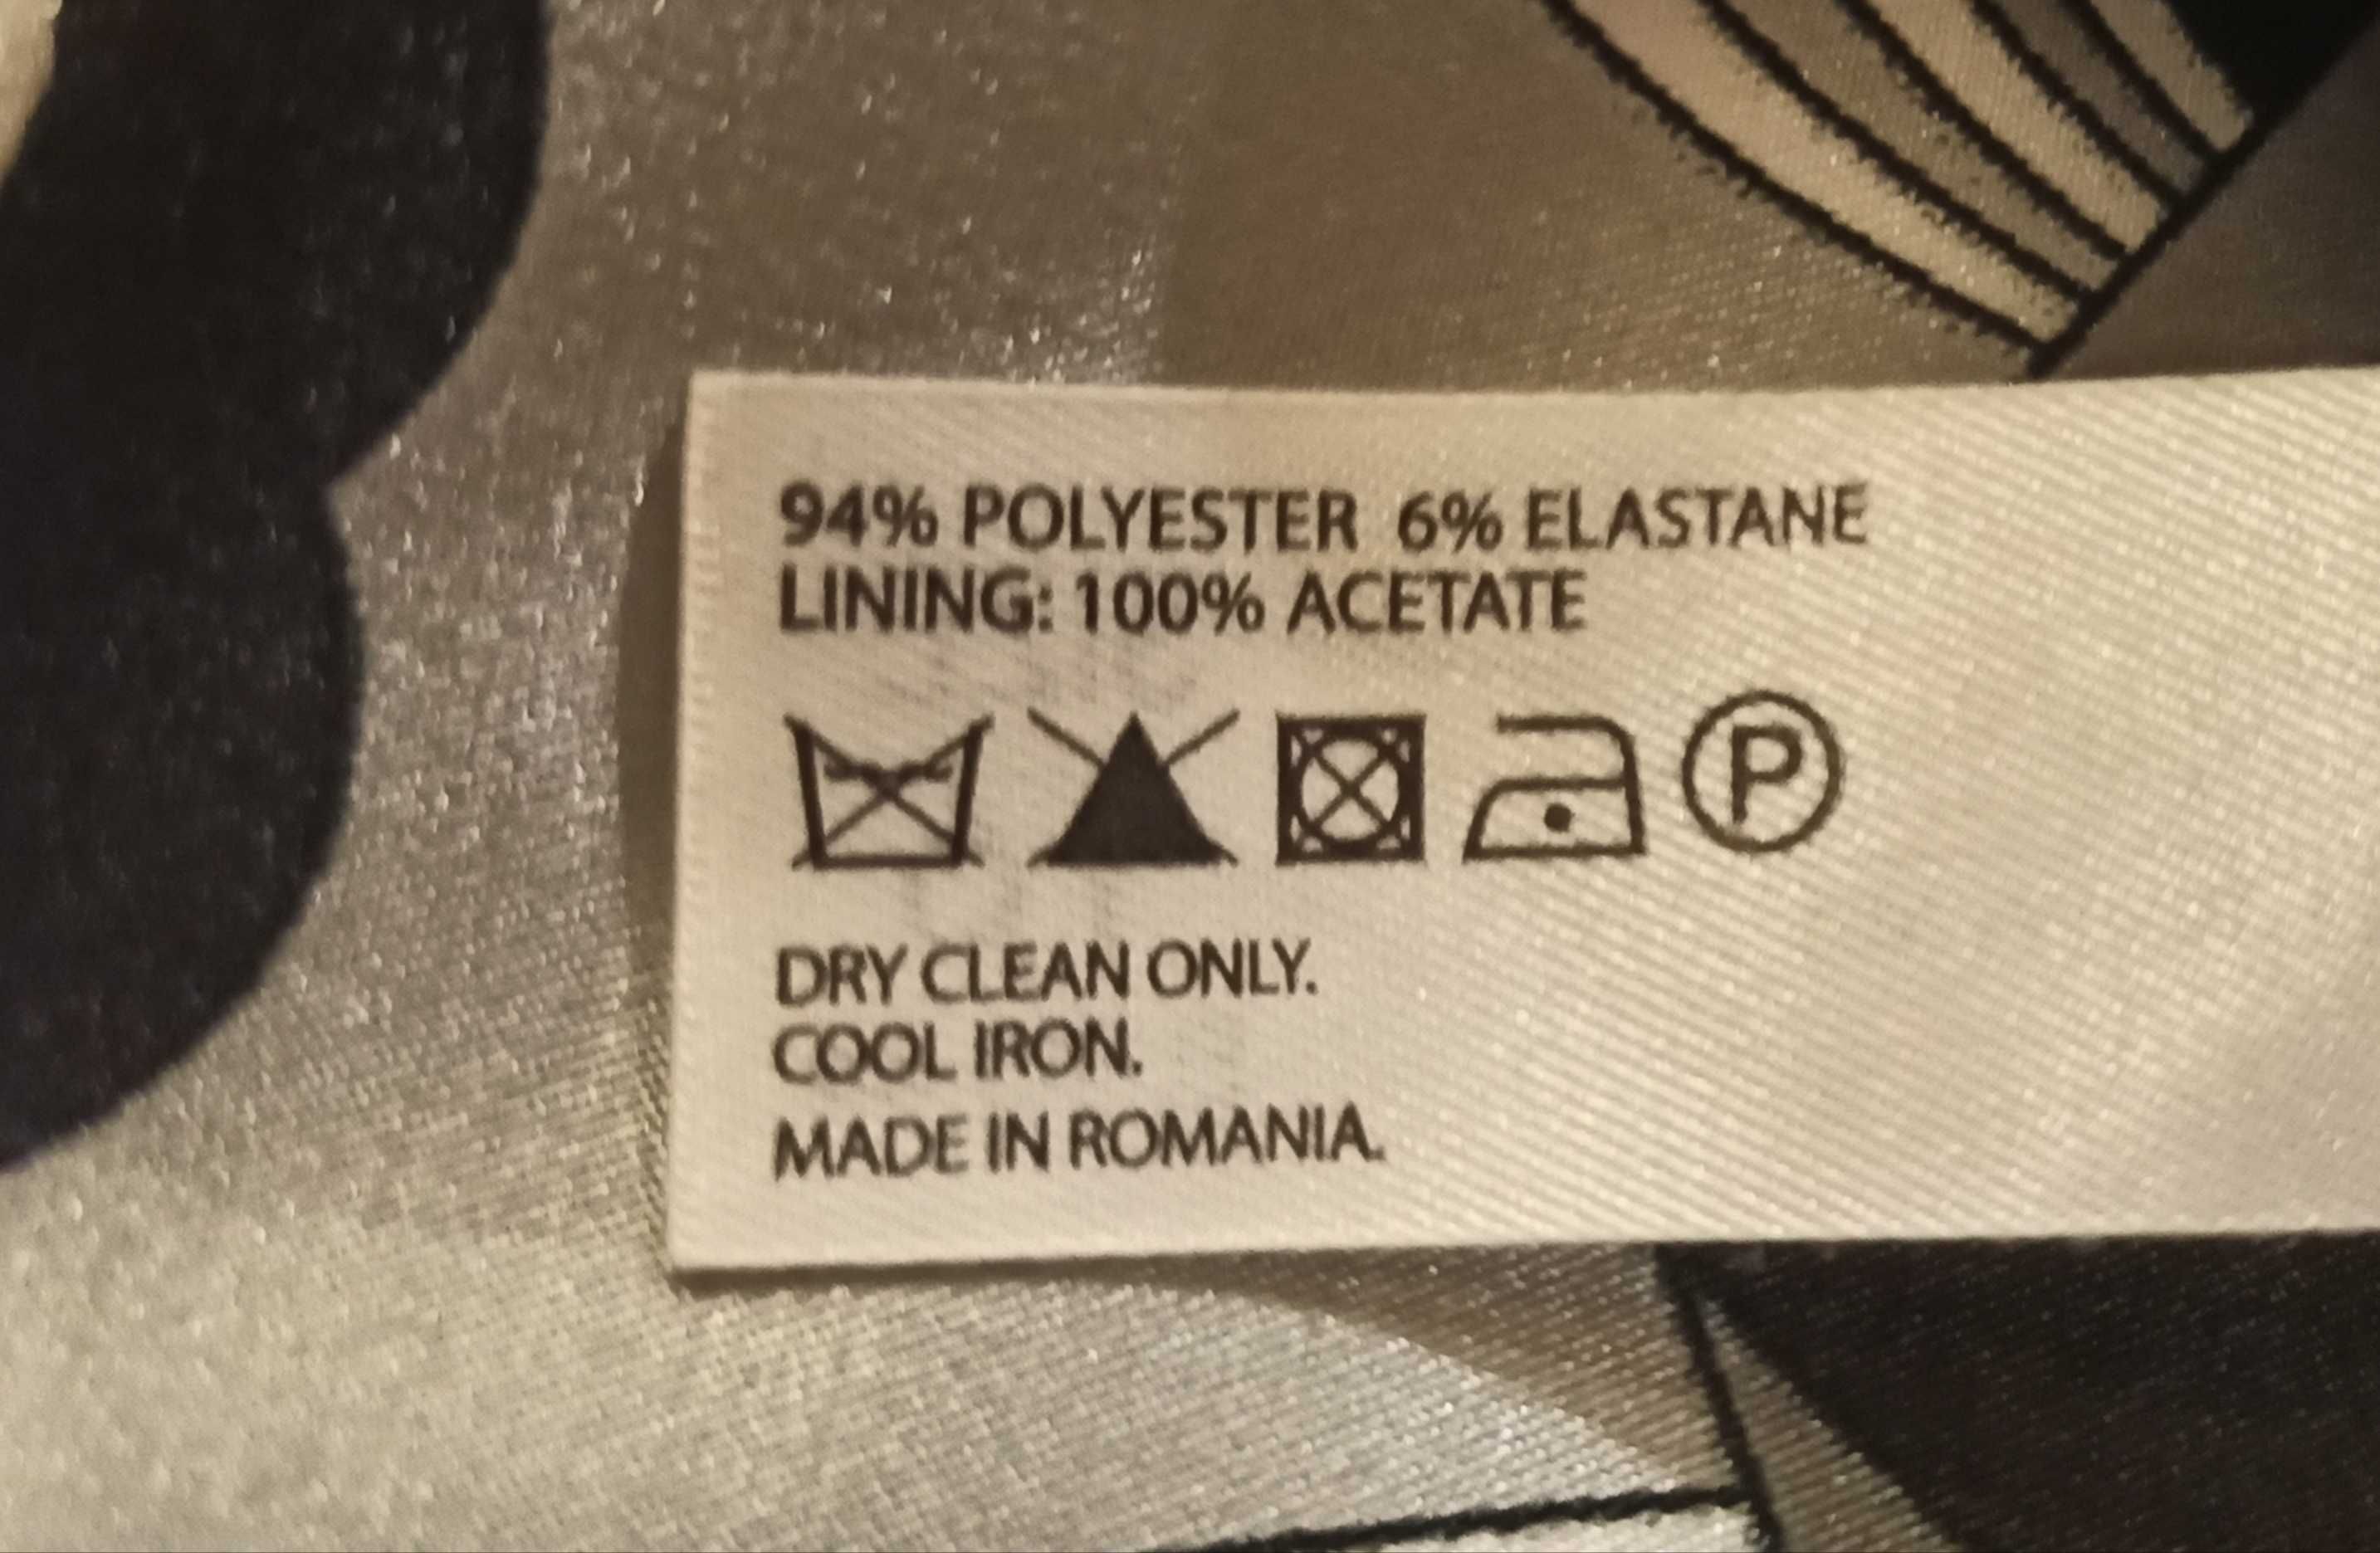 94% POLYESTER 6% ELASTANE
LINING: 100% ACETATE
P
DRY CLEAN ONLY.
COOL IRON.
MADE IN ROMANIA.